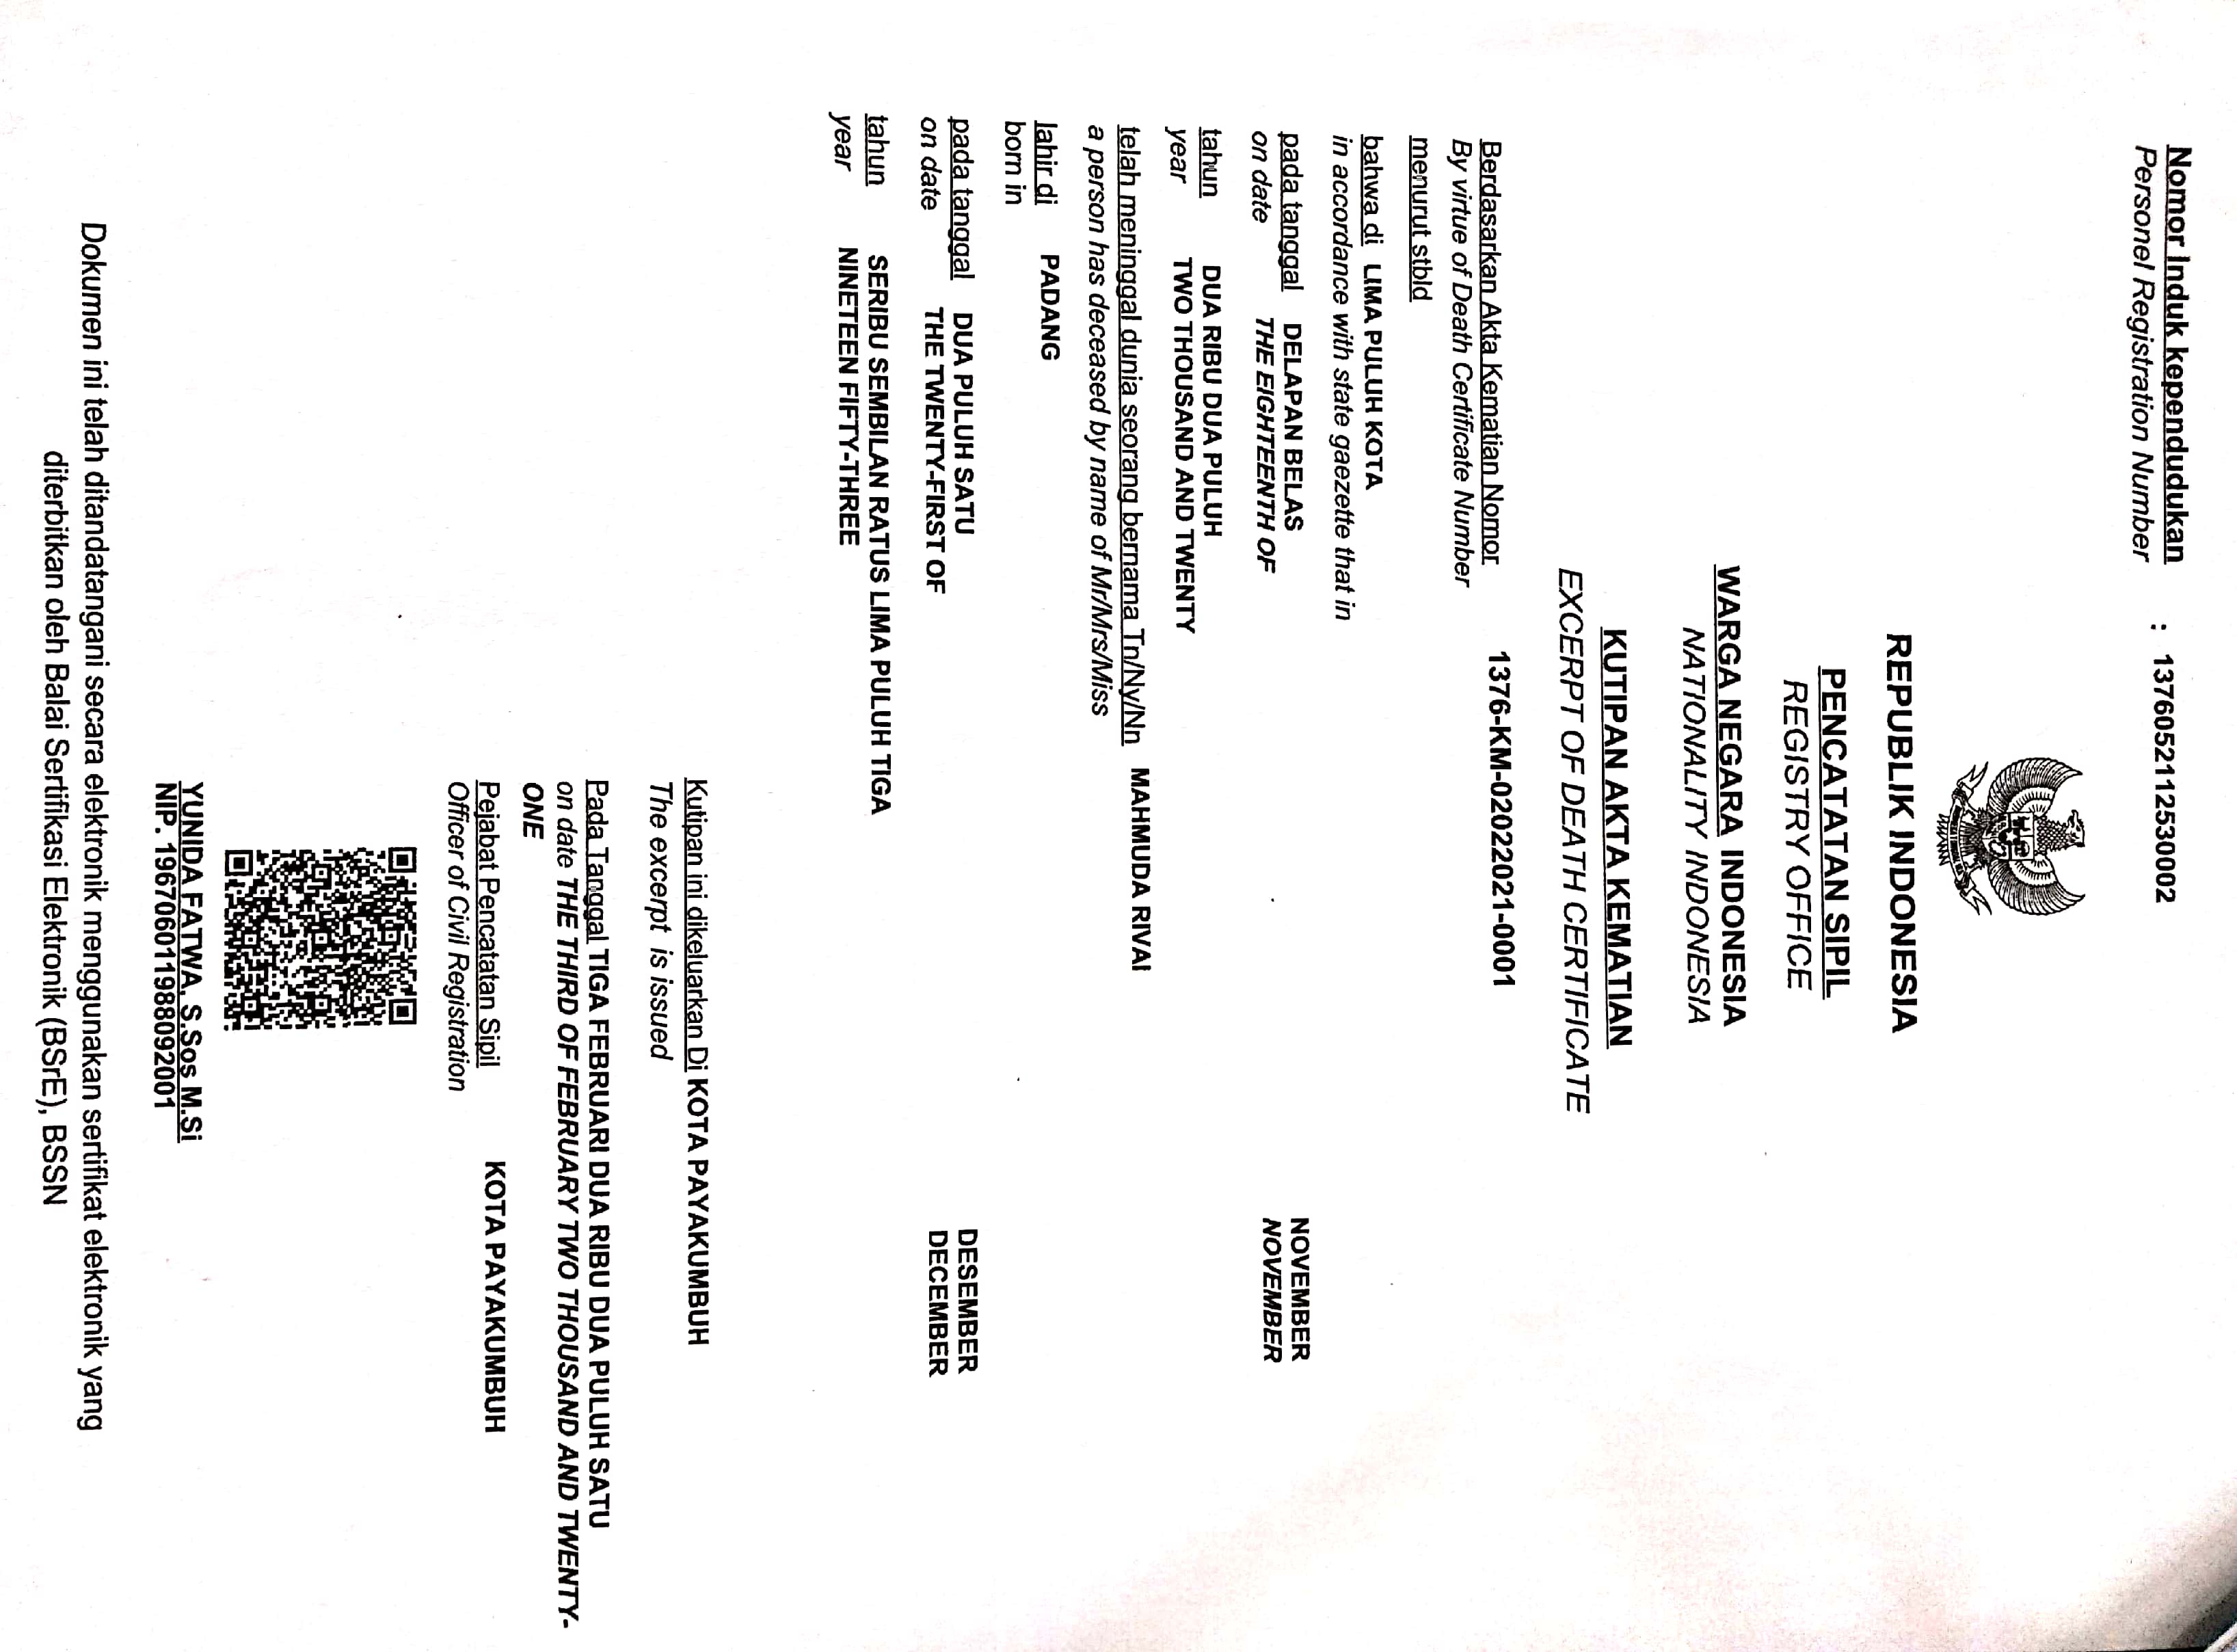 Nomor Induk kependudukan : 1376052112530002
Personel Registration Number
REPUBLIK INDONESIA
PENCATATAN SIPIL
REGISTRY OFFICE
WARGA NEGARA INDONESIA
NATIONALITY INDONESIA
KUTIPAN AKTA KEMATIAN
EXCERPT OF DEATH CERTIFICATE
Berdasarkan Akta Kematian Nomor 1376-KM-02022021-0001
By virtue of Death Certificate Number
menurut stbld
bahwa di LIMA PULUH KOTA
in accordance with state gaezette that in
pada tanggal DELAPAN BELAS NOVEMBER
on date THE EIGHTEENTH OF NOVEMBER
tahun DUA RIBU DUA PULUH
year TWO THOUSAND AND TWENTY
telah meninggal dunia seorang bernama Tn/Ny/Nn MAHMUDA RIVAI
a person has deceased by name of Mr/Mrs/Miss
lahir di PADANG
born in
pada tanggal DUA PULUH SATU DESEMBER
on date THE TWENTY-FIRST OF DECEMBER
tahun SERIBU SEMBILAN RATUS LIMA PULUH TIGA
year NINETEEN FIFTY-THREE
Kutipan ini dikeluarkan Di KOTA PAYAKUMBUH
The excerpt is issued
Pada Tanggal TIGA FEBRUARI DUA RIBU DUA PULUH SATU
on date THE THIRD OF FEBRUARY TWO THOUSAND AND TWENTY-
ONE
Pejabat Pencatatan Sipil KOTA PAYAKUMBUH
Officer of Civil Registration
YUNIDA FATWA, S.Sos M.Si
NIP. 196706011988092001
Dokumen ini telah ditandatangani secara elektronik menggunakan sertifikat elektronik yang
diterbitkan oleh Balai Sertifikasi Elektronik (BSrE), BSSN